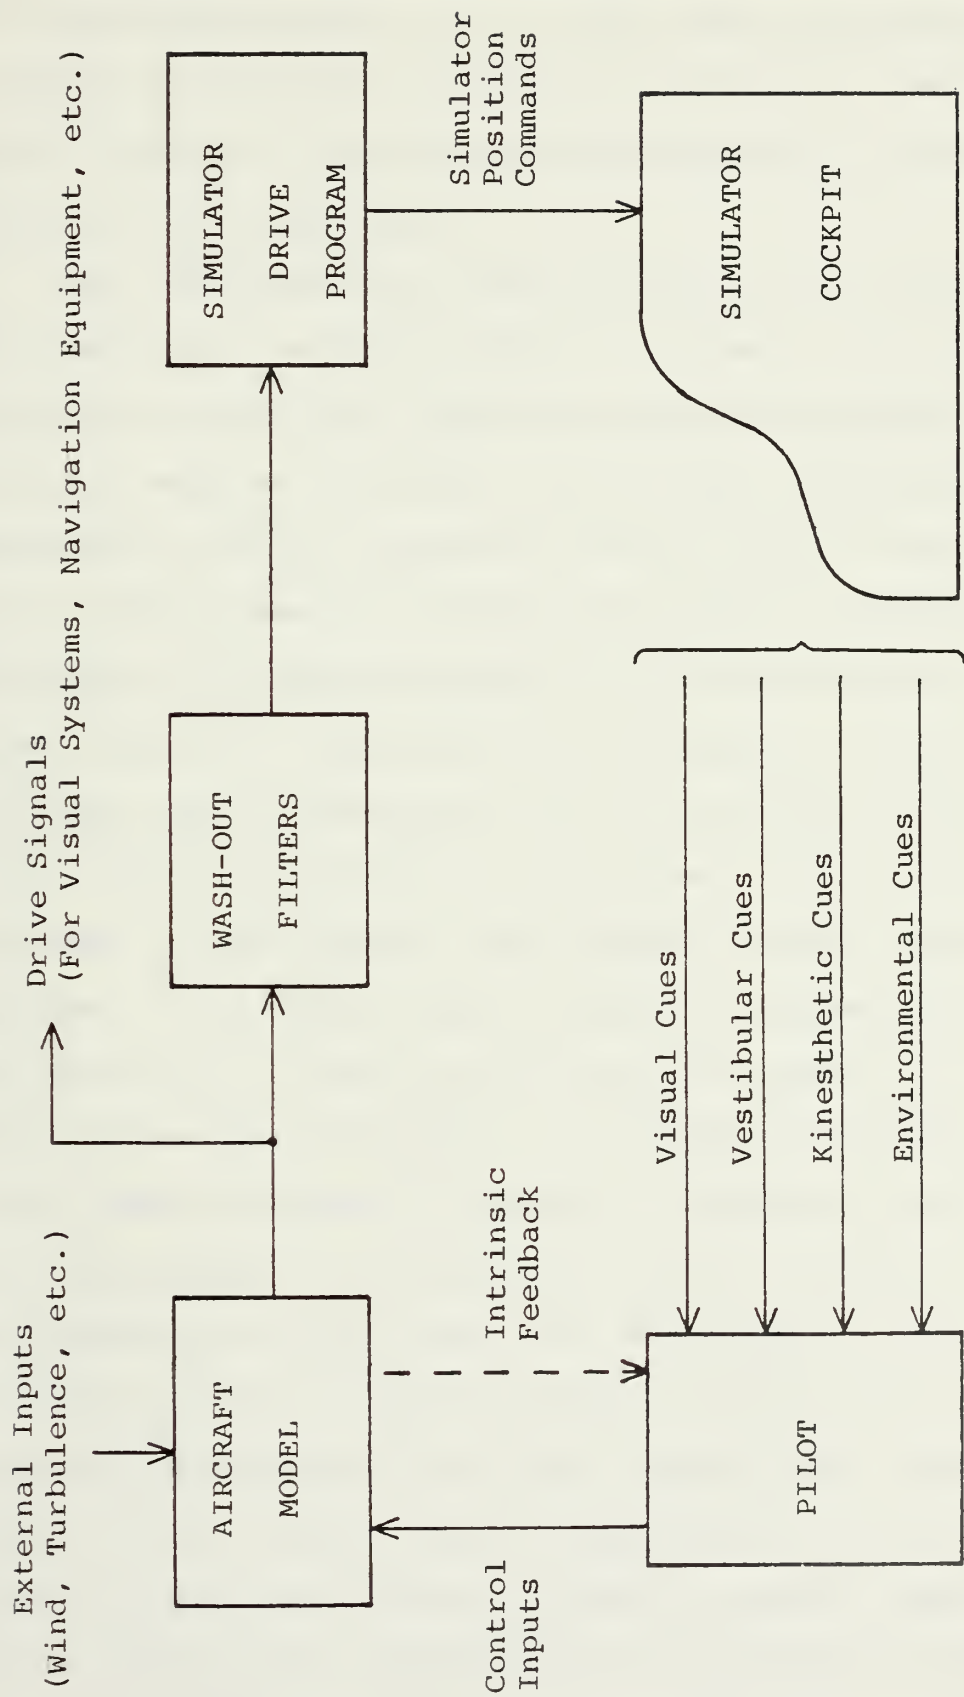 External Inputs
(Wind, Turbulence, etc.)
Drive Signals
(For Visual Systems, Navigation Equipment, etc.)
AIRCRAFT
MODEL
WASH-OUT
FILTERS
SIMULATOR
DRIVE
PROGRAM
Control
Inputs
Intrinsic
Feedback
Simulator
Position
Commands
PILOT
Visual Cues
Vestibular Cues
Kinesthetic Cues
Environmental Cues
SIMULATOR
COCKPIT